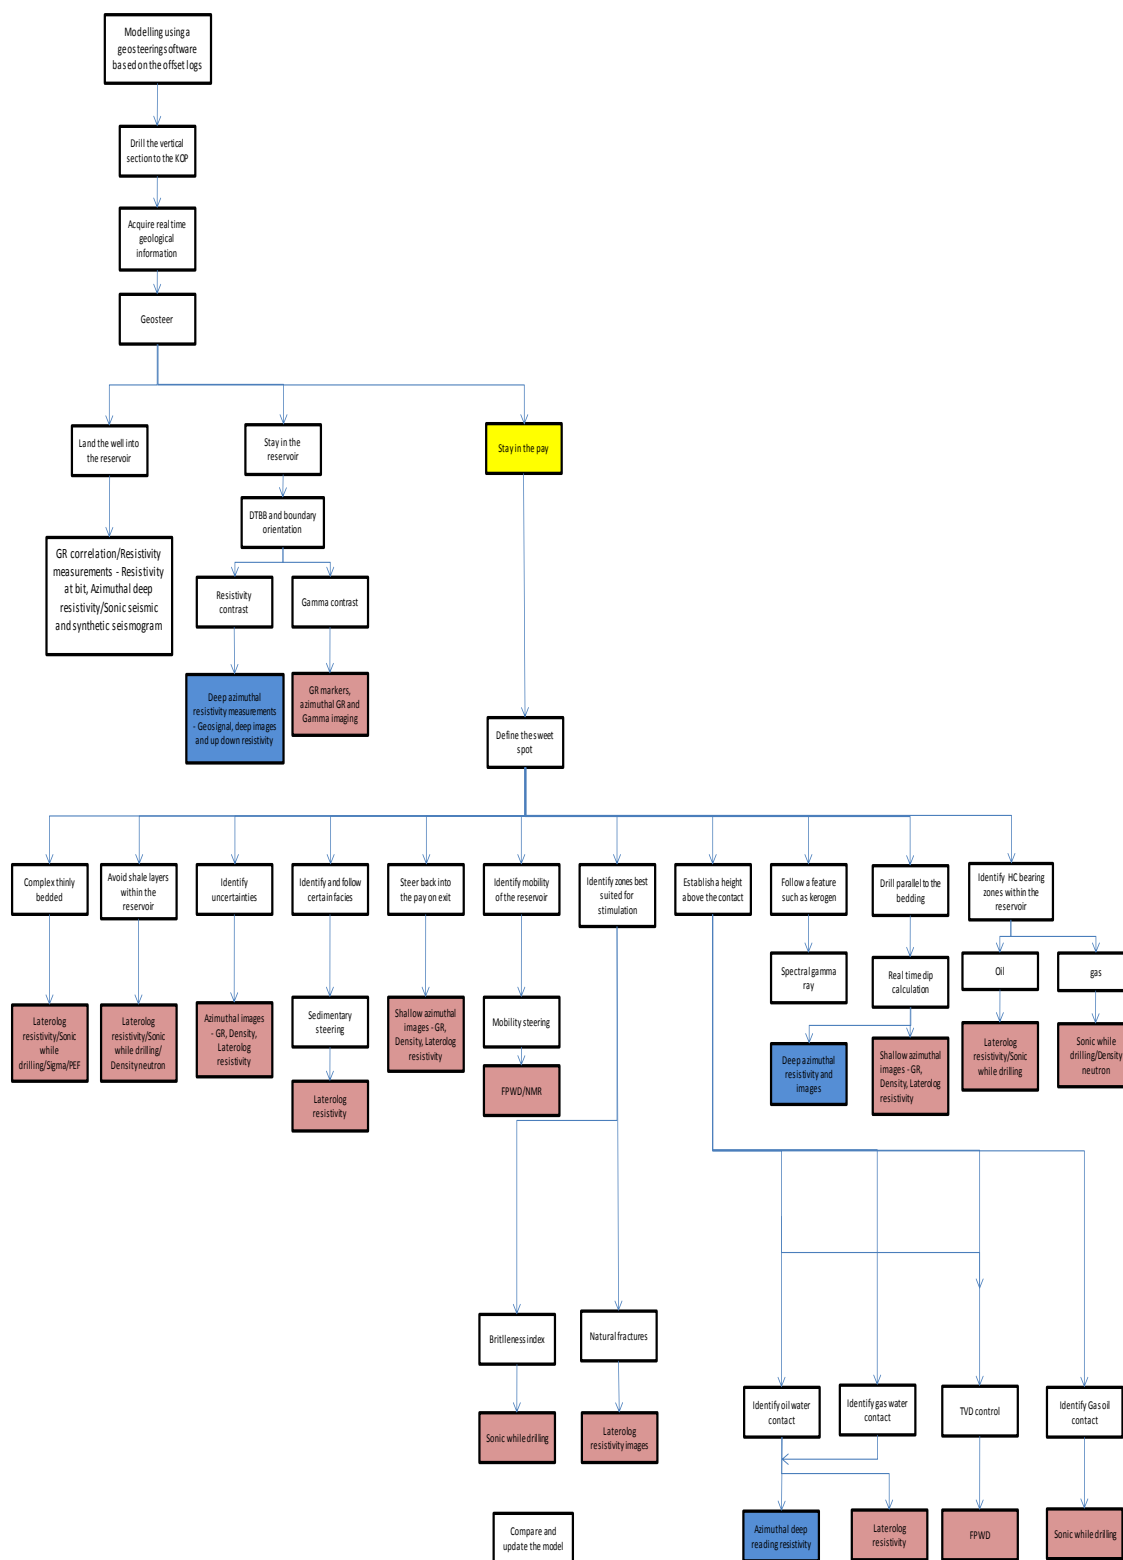 Modelling using a
geosteering software
based on the offset logs
Drill the vertical
section to the KOP
Acquire real time
geological
information
Geosteer
Land the well into
the reservoir
Stay in the
reservoir
Stay in the pay
DTBB and boundary
orientation
GR correlation/Resistivity
measurements - Resistivity
at bit, Azimuthal deep
resistivity/Sonic seismic
and synthetic seismogram
Resistivity
contrast
Gamma contrast
Deep azimuthal
resistivity measurements
- Geosignal, deep images
and up down resistivity
GR markers,
azimuthal GR and
Gamma imaging
Define the sweet
spot
Complex thinly
bedded
Avoid shale layers
within the
reservoir
Identify
uncertainties
Identify and follow
certain facies
Steer back into
the pay on exit
Identify mobility
of the reservoir
Identify zones best
suited for
stimulation
Establish a height
above the contact
Follow a feature
such as kerogen
Drill parallel to the
bedding
Identify HC bearing
zones within the
reservoir
Spectral gamma
ray
Real time dip
calculation
Oil
gas
Laterolog
resistivity/Sonic
while drilling/Sigma/PEF
Laterolog
resistivity/Sonic
while drilling/
Density neutron
Azimuthal images
- GR, Density,
Laterolog
resistivity
Sedimentary
steering
Shallow azimuthal
images - GR,
Density, Laterolog
resistivity
Mobility steering
Deep azimuthal
resistivity and
images
Shallow azimuthal
images - GR,
Density, Laterolog
resistivity
Laterolog
resistivity/Sonic
while drilling
Sonic while
drilling/Density
neutron
Laterolog
resistivity
FPWD/NMR
Britlleness index
Natural fractures
Identify oil water
contact
Identify gas water
contact
TVD control
Identify Gas oil
contact
Sonic while drilling
Laterolog
resistivity images
Compare and
update the model
Azimuthal deep
reading resistivity
Laterolog
resistivity
FPWD
Sonic while drilling